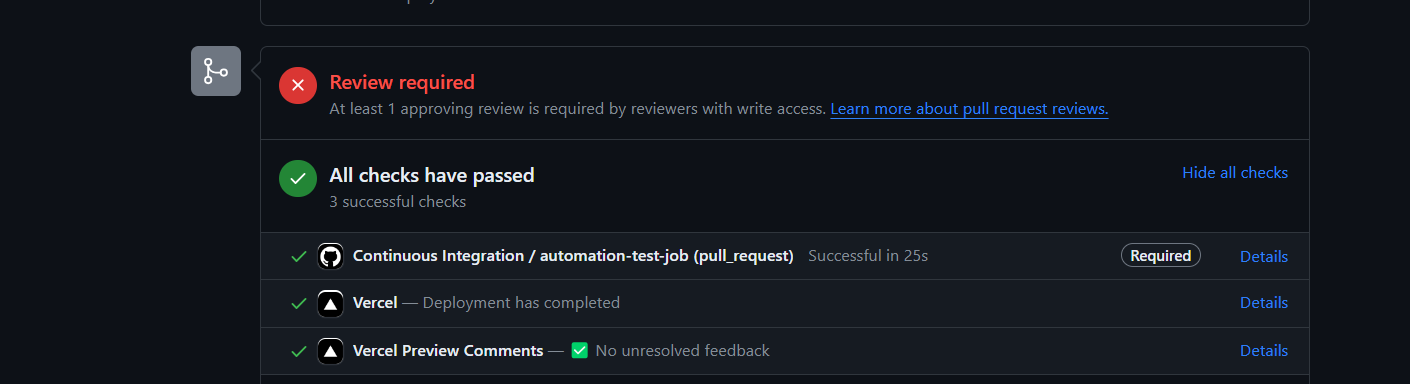 Review required
At least 1 approving review is required by reviewers with write access. Learn more about pull request reviews.
All checks have passed
Hide all checks
3 successful checks
Continuous Integration / automation-test-job (pull_request) Successful in 25s Required Details
Vercel — Deployment has completed Details
Vercel Preview Comments — ✅ No unresolved feedback Details